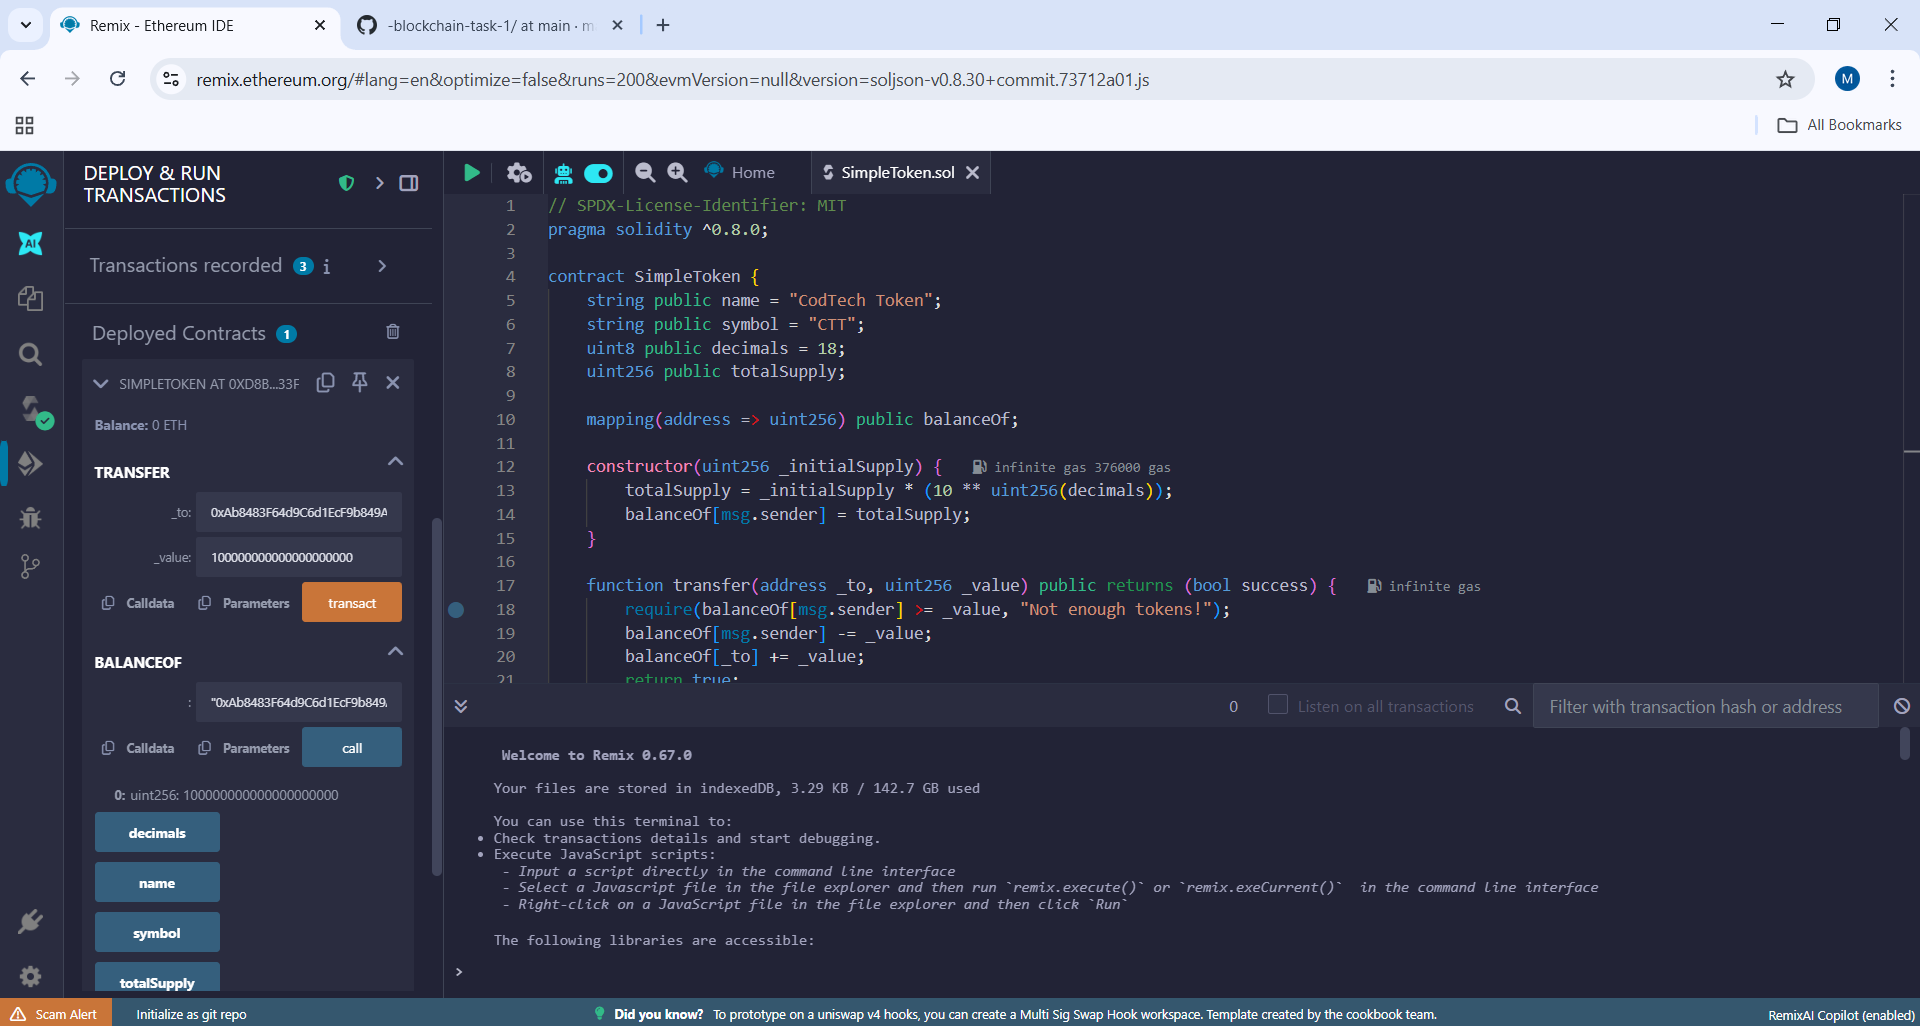 Remix - Ethereum IDE
-blockchain-task-1/ at main · m
remix.ethereum.org/#lang=en&optimize=false&runs=200&evmVersion=null&version=soljson-v0.8.30+commit.73712a01.js
M
All Bookmarks
DEPLOY & RUN
TRANSACTIONS
Transactions recorded 3 i
Deployed Contracts 1
SIMPLETOKEN AT 0XD8B...33F
Balance: 0 ETH
TRANSFER
_to: 0xAb8483F64d9C6d1EcF9b849A
_value: 100000000000000000000
Calldata Parameters transact
BALANCEOF
: "0xAb8483F64d9C6d1EcF9b849
Calldata Parameters call
0: uint256: 100000000000000000000
decimals
name
symbol
totalSupply
AI
Home
SimpleToken.sol
1 // SPDX-License-Identifier: MIT
2 pragma solidity ^0.8.0;
3
4 contract SimpleToken {
5 string public name = "CodTech Token";
6 string public symbol = "CTT";
7 uint8 public decimals = 18;
8 uint256 public totalSupply;
9
10 mapping(address => uint256) public balanceOf;
11
12 constructor(uint256 _initialSupply) { infinite gas 376000 gas
13 totalSupply = _initialSupply * (10 ** uint256(decimals));
14 balanceOf[msg.sender] = totalSupply;
15 }
16
17 function transfer(address _to, uint256 _value) public returns (bool success) { infinite gas
18 require(balanceOf[msg.sender] >= _value, "Not enough tokens!");
19 balanceOf[msg.sender] -= _value;
20 balanceOf[_to] += _value;
21 return true;
0 Listen on all transactions Filter with transaction hash or address
Welcome to Remix 0.67.0
Your files are stored in indexedDB, 3.29 KB / 142.7 GB used
You can use this terminal to:
• Check transactions details and start debugging.
• Execute JavaScript scripts:
- Input a script directly in the command line interface
- Select a Javascript file in the file explorer and then run `remix.execute()` or `remix.exeCurrent()` in the command line interface
- Right-click on a JavaScript file in the file explorer and then click `Run`
The following libraries are accessible:
>
Scam Alert Initialize as git repo Did you know? To prototype on a uniswap v4 hooks, you can create a Multi Sig Swap Hook workspace. Template created by the cookbook team. RemixAI Copilot (enabled)